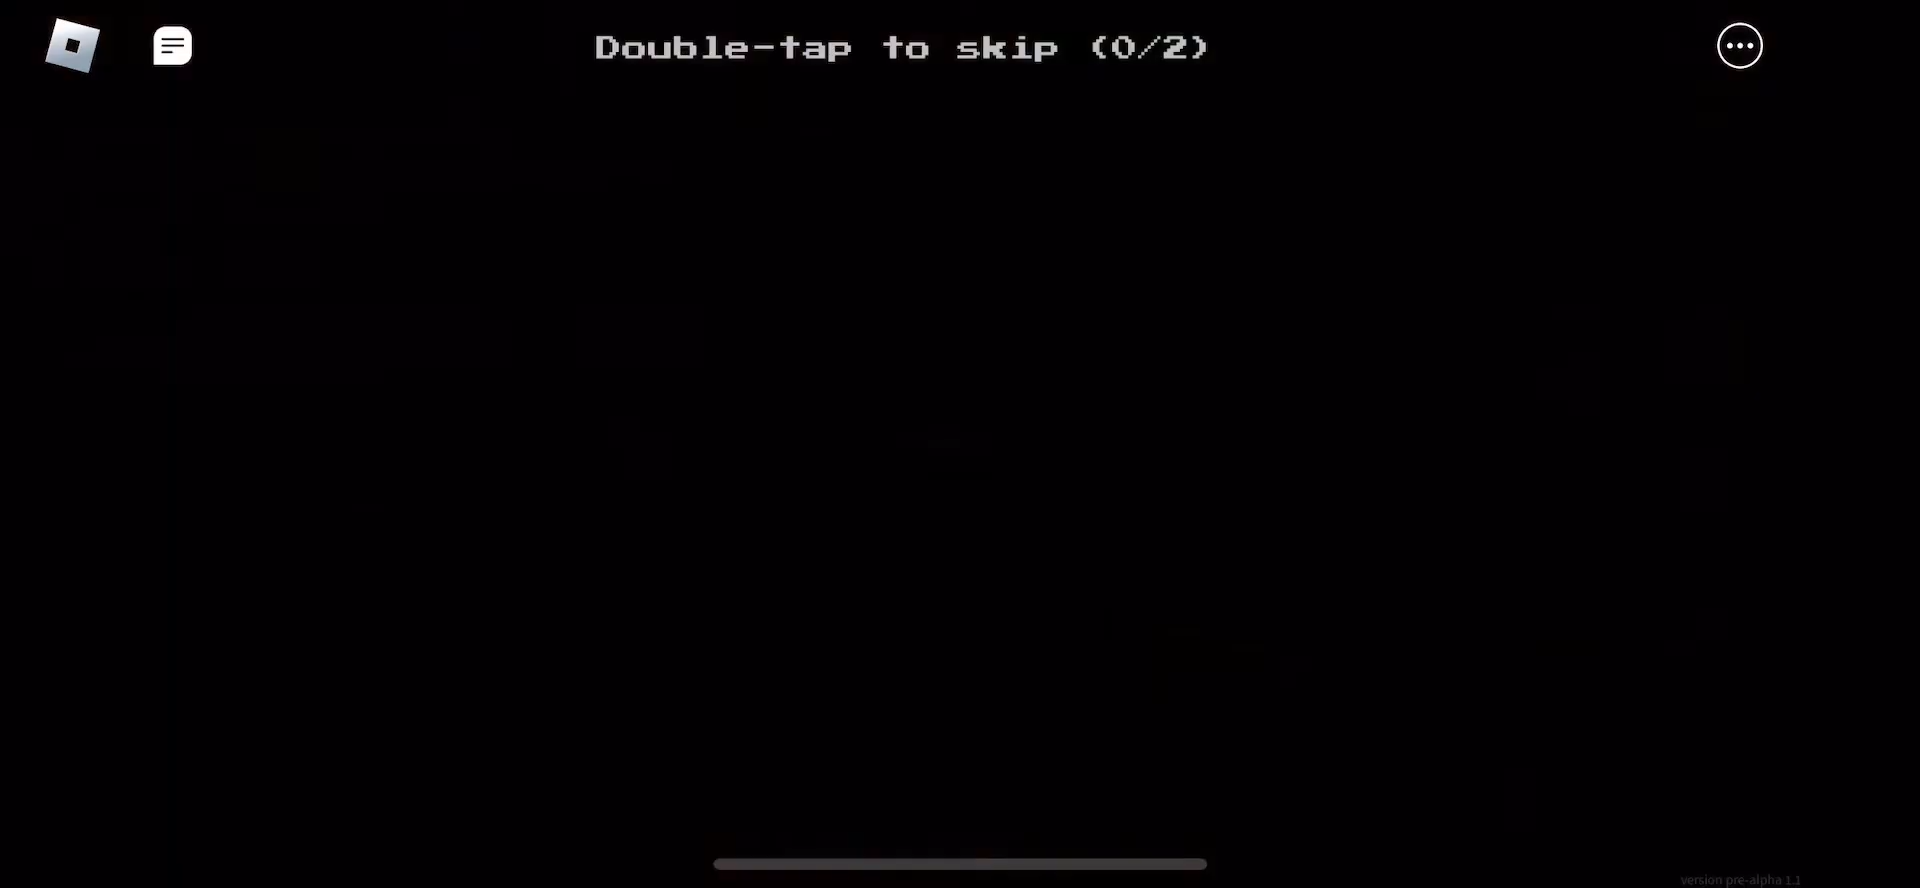 Double-tap to skip (0/2)
version pre-alpha 1.1